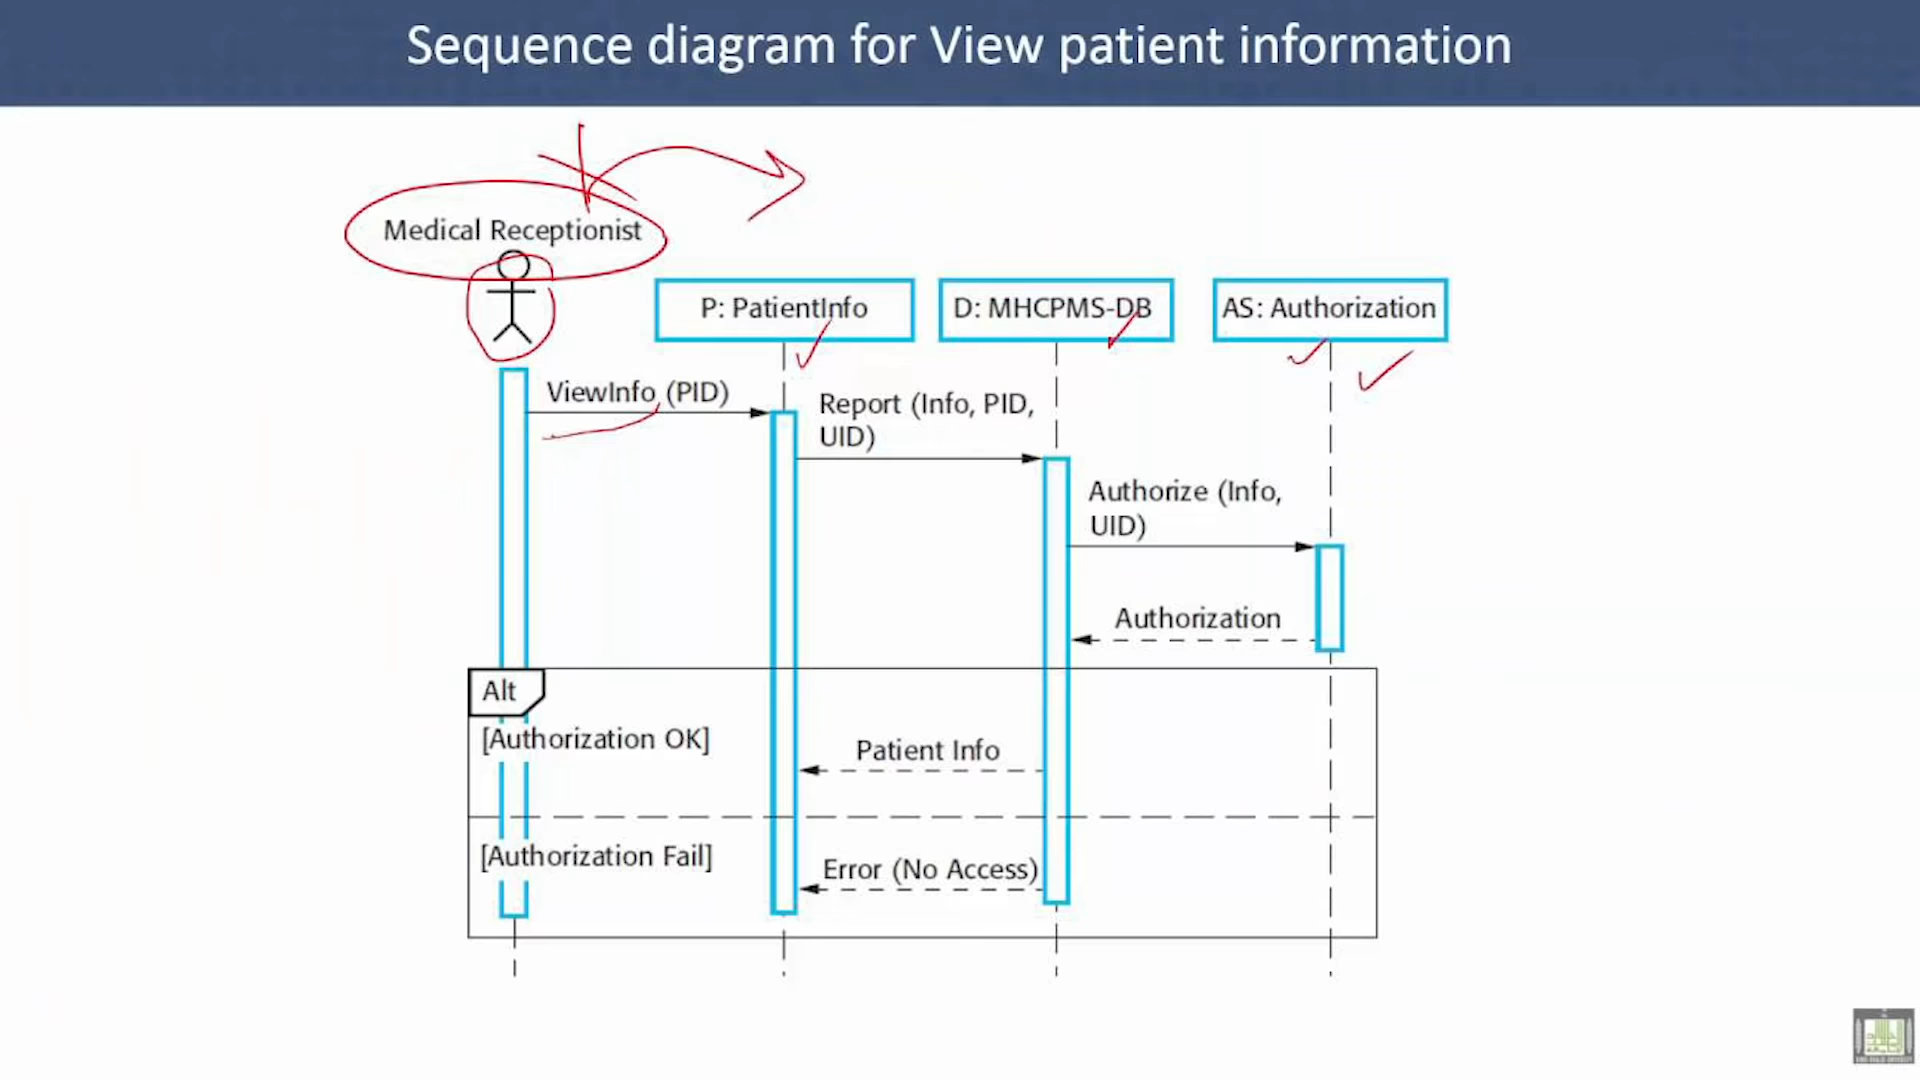 Sequence diagram for View patient information
Medical Receptionist
P: PatientInfo
D: MHCPMS-DB
AS: Authorization
ViewInfo (PID)
Report (Info, PID,
UID)
Authorize (Info,
UID)
Authorization
Alt
[Authorization OK]
Patient Info
[Authorization Fail]
Error (No Access)